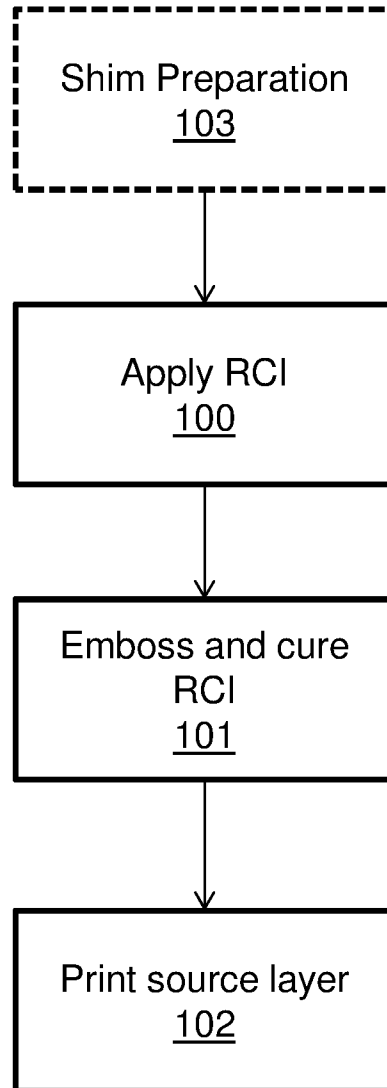 Shim Preparation
103
Apply RCI
100
Emboss and cure
RCI
101
Print source layer
102